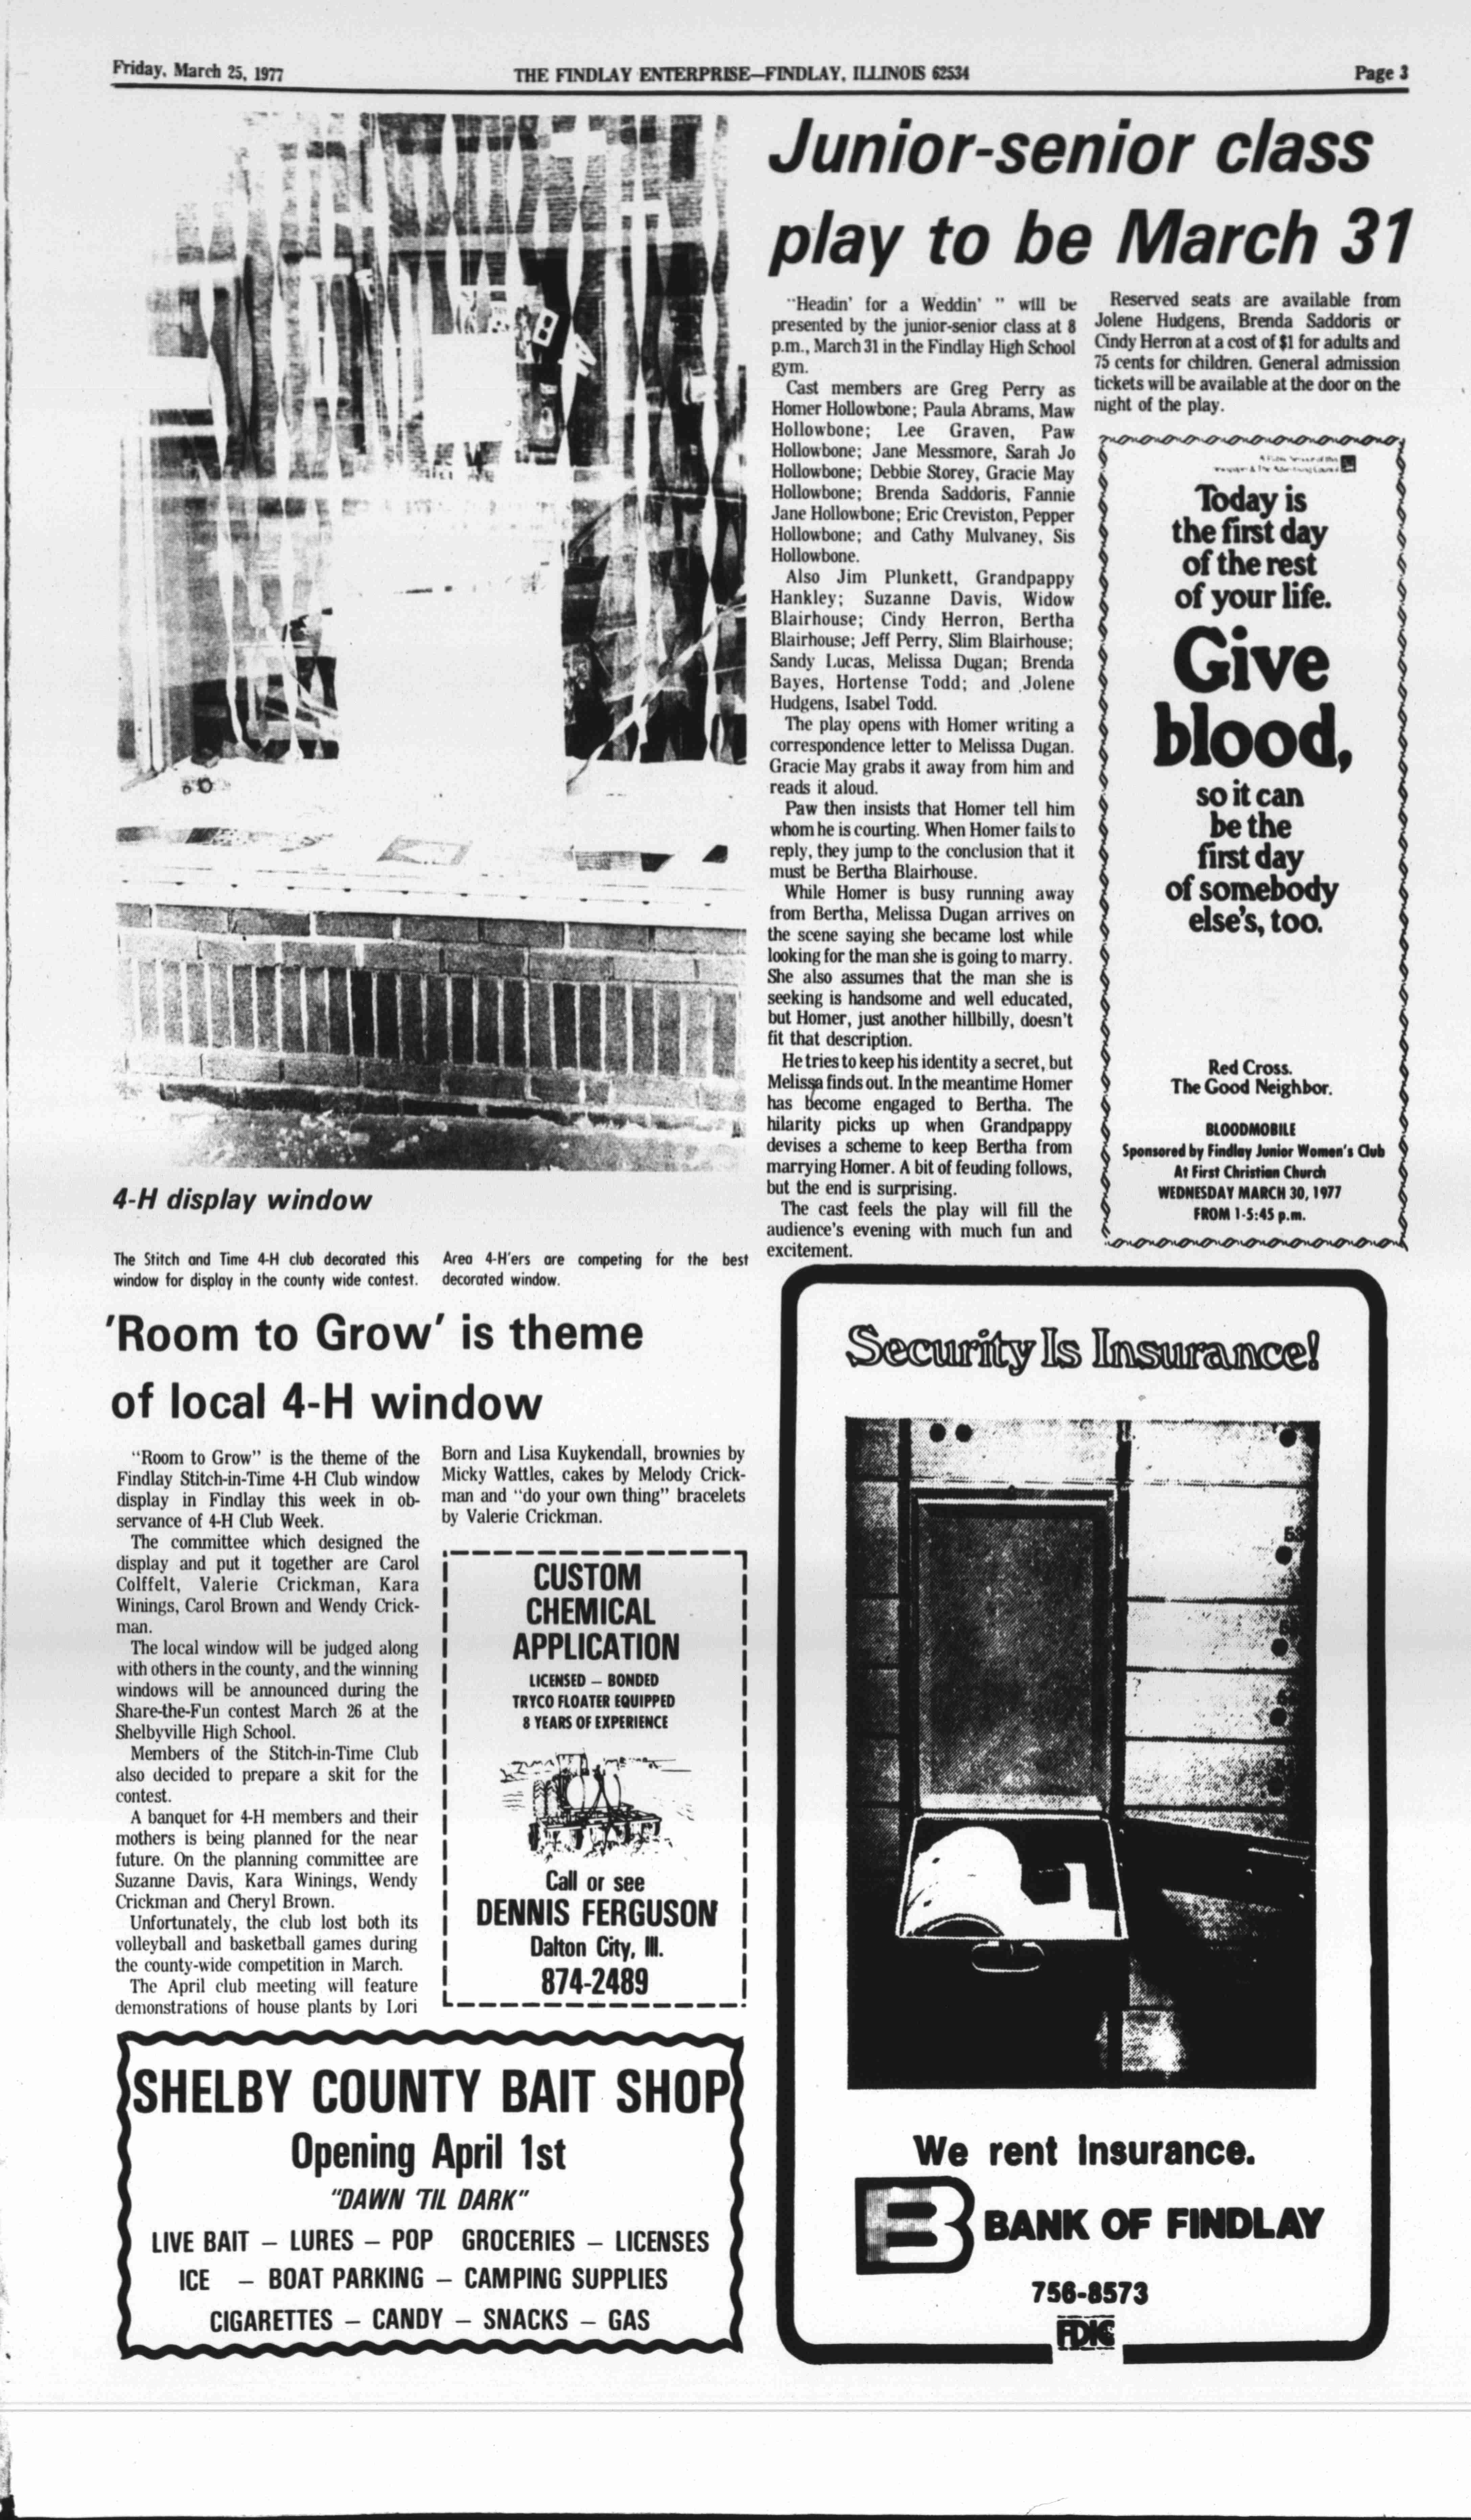 Friday, March 25, 1977
THE FINDLAY ENTERPRISE—FINDLAY, ILLINOIS 62534
Page 3
4-H display window
The Stitch and Time 4-H club decorated this
window for display in the county wide contest.
Area 4-H'ers are competing for the best
decorated window.
Junior-senior class
play to be March 31
"Headin' for a Weddin' " will be
presented by the junior-senior class at 8
p.m., March 31 in the Findlay High School
gym.
Cast members are Greg Perry as
Homer Hollowbone; Paula Abrams, Maw
Hollowbone; Lee Graven, Paw
Hollowbone; Jane Messmore, Sarah Jo
Hollowbone; Debbie Storey, Gracie May
Hollowbone; Brenda Saddoris, Fannie
Jane Hollowbone; Eric Creviston, Pepper
Hollowbone; and Cathy Mulvaney, Sis
Hollowbone.
Also Jim Plunkett, Grandpappy
Hankley; Suzanne Davis, Widow
Blairhouse; Cindy Herron, Bertha
Blairhouse; Jeff Perry, Slim Blairhouse;
Sandy Lucas, Melissa Dugan; Brenda
Bayes, Hortense Todd; and Jolene
Hudgens, Isabel Todd.
The play opens with Homer writing a
correspondence letter to Melissa Dugan.
Gracie May grabs it away from him and
reads it aloud.
Paw then insists that Homer tell him
whom he is courting. When Homer fails to
reply, they jump to the conclusion that it
must be Bertha Blairhouse.
While Homer is busy running away
from Bertha, Melissa Dugan arrives on
the scene saying she became lost while
looking for the man she is going to marry.
She also assumes that the man she is
seeking is handsome and well educated,
but Homer, just another hillbilly, doesn't
fit that description.
He tries to keep his identity a secret, but
Melissa finds out. In the meantime Homer
has become engaged to Bertha. The
hilarity picks up when Grandpappy
devises a scheme to keep Bertha from
marrying Homer. A bit of feuding follows,
but the end is surprising.
The cast feels the play will fill the
audience's evening with much fun and
excitement.
Reserved seats are available from
Jolene Hudgens, Brenda Saddoris or
Cindy Herron at a cost of $1 for adults and
75 cents for children. General admission
tickets will be available at the door on the
night of the play.
Today is
the first day
of the rest
of your life.
Give
blood,
so it can
be the
first day
of somebody
else's, too.
Red Cross.
The Good Neighbor.
BLOODMOBILE
Sponsored by Findlay Junior Women's Club
At First Christian Church
WEDNESDAY MARCH 30, 1977
FROM 1-5:45 p.m.
'Room to Grow' is theme
of local 4-H window
"Room to Grow" is the theme of the
Findlay Stitch-in-Time 4-H Club window
display in Findlay this week in ob-
servance of 4-H Club Week.
The committee which designed the
display and put it together are Carol
Colffelt, Valerie Crickman, Kara
Winings, Carol Brown and Wendy Crick-
man.
The local window will be judged along
with others in the county, and the winning
windows will be announced during the
Share-the-Fun contest March 26 at the
Shelbyville High School.
Members of the Stitch-in-Time Club
also decided to prepare a skit for the
contest.
A banquet for 4-H members and their
mothers is being planned for the near
future. On the planning committee are
Suzanne Davis, Kara Winings, Wendy
Crickman and Cheryl Brown.
Unfortunately, the club lost both its
volleyball and basketball games during
the county-wide competition in March.
The April club meeting will feature
demonstrations of house plants by Lori
Born and Lisa Kuykendall, brownies by
Micky Wattles, cakes by Melody Crick-
man and "do your own thing" bracelets
by Valerie Crickman.
CUSTOM
CHEMICAL
APPLICATION
LICENSED — BONDED
TRYCO FLOATER EQUIPPED
8 YEARS OF EXPERIENCE
Call or see
DENNIS FERGUSON
Dalton City, Ill.
874-2489
SHELBY COUNTY BAIT SHOP
Opening April 1st
"DAWN 'TIL DARK"
LIVE BAIT — LURES — POP GROCERIES — LICENSES
ICE — BOAT PARKING — CAMPING SUPPLIES
CIGARETTES — CANDY — SNACKS — GAS
Security Is Insurance!
We rent insurance.
BANK OF FINDLAY
756-8573
FDIC